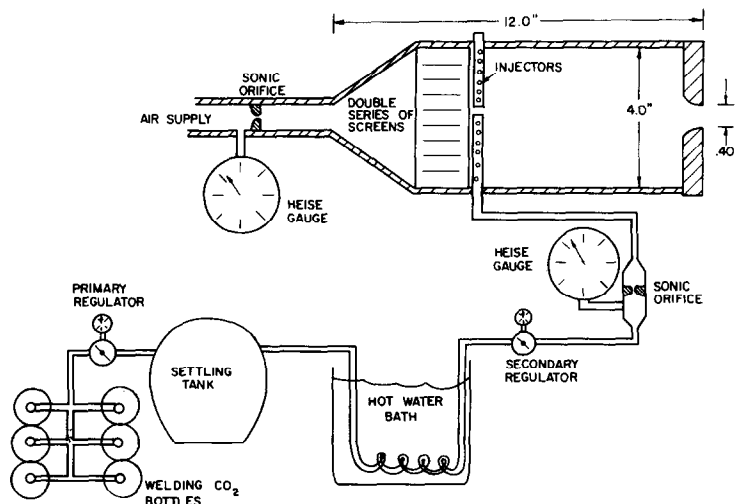 12.0"
SONIC
ORIFICE
AIR SUPPLY
DOUBLE
SERIES OF
SCREENS
INJECTORS
4.0"
.40
HEISE
GAUGE
HEISE
GAUGE
SONIC
ORIFICE
PRIMARY
REGULATOR
SETTLING
TANK
HOT WATER
BATH
SECONDARY
REGULATOR
WELDING CO2
BOTTLES